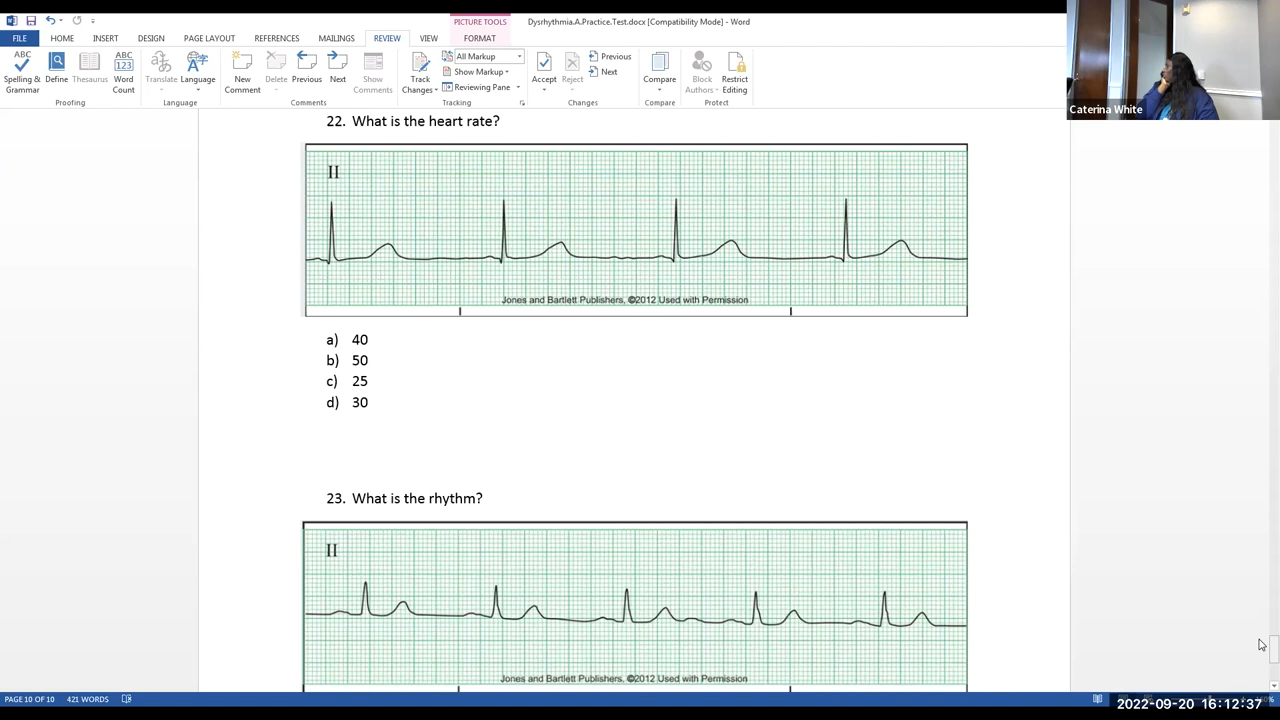 PICTURE TOOLS
Dysrhythmia.A.Practice.Test.docx [Compatibility Mode] - Word
FILE HOME INSERT DESIGN PAGE LAYOUT REFERENCES MAILINGS REVIEW VIEW FORMAT
ABC
ABC
123
All Markup
Show Markup
Reviewing Pane
Previous
Next
Spelling & Grammar
Define
Thesaurus
Word Count
Translate
Language
New Comment
Delete
Previous
Next
Show Comments
Track Changes
Accept
Reject
Compare
Block Authors
Restrict Editing
Proofing
Language
Comments
Tracking
Changes
Compare
Protect
Caterina White
22. What is the heart rate?
II
Jones and Bartlett Publishers, ©2012 Used with Permission
a) 40
b) 50
c) 25
d) 30
23. What is the rhythm?
II
Jones and Bartlett Publishers, ©2012 Used with Permission
PAGE 10 OF 10 421 WORDS
2022-09-20 16:12:37